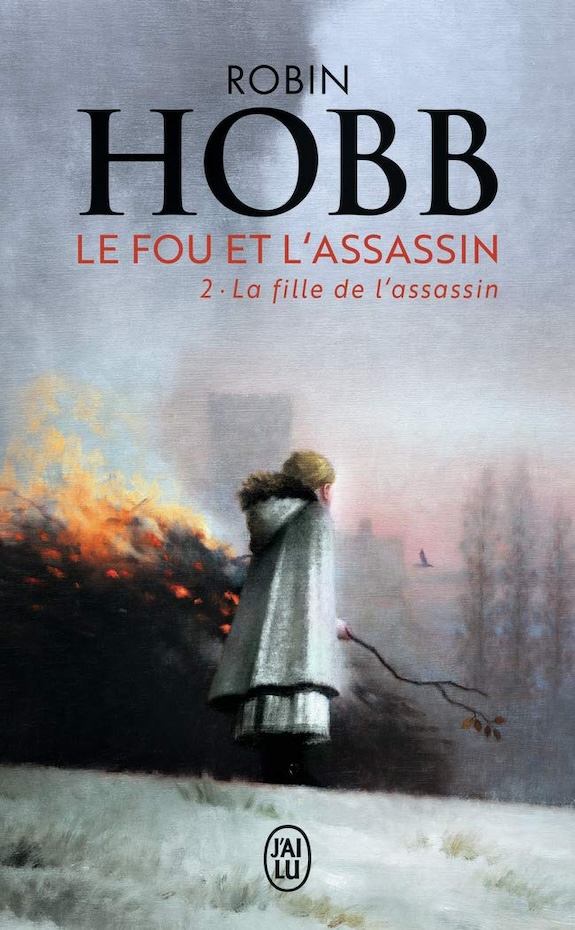 ROBIN
HOBB
LE FOU ET L'ASSASSIN
2 • La fille de l'assassin
J'AI
LU